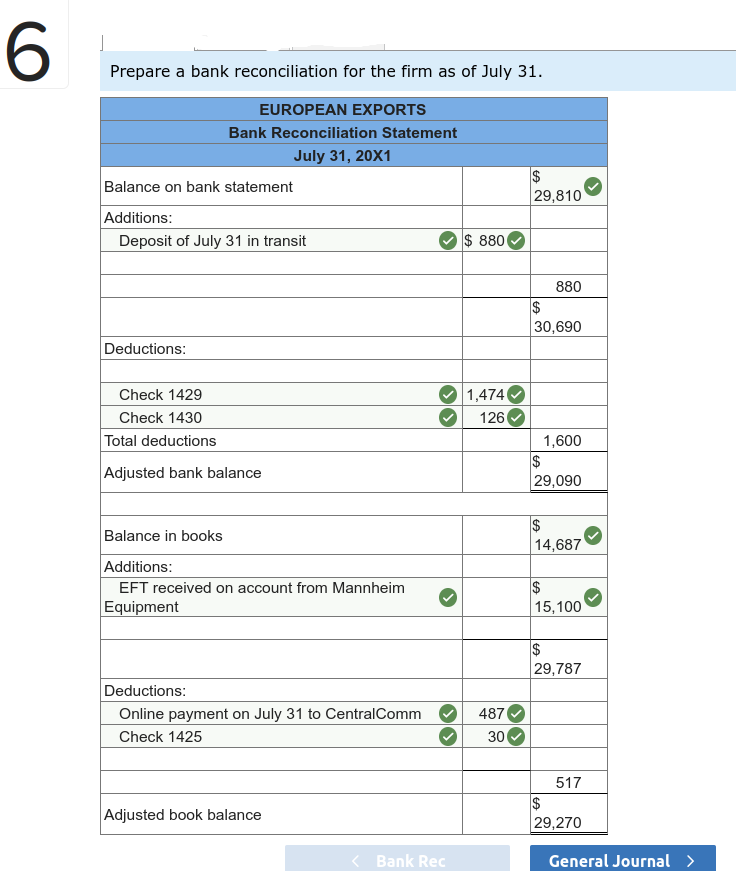 6
Prepare a bank reconciliation for the firm as of July 31.
EUROPEAN EXPORTS
Bank Reconciliation Statement
July 31, 20X1
Balance on bank statement $ 29,810
Additions:
Deposit of July 31 in transit $ 880
880
$ 30,690
Deductions:
Check 1429 1,474
Check 1430 126
Total deductions 1,600
Adjusted bank balance $ 29,090
Balance in books $ 14,687
Additions:
EFT received on account from Mannheim
Equipment $ 15,100
$ 29,787
Deductions:
Online payment on July 31 to CentralComm 487
Check 1425 30
517
Adjusted book balance $ 29,270
< Bank Rec General Journal >